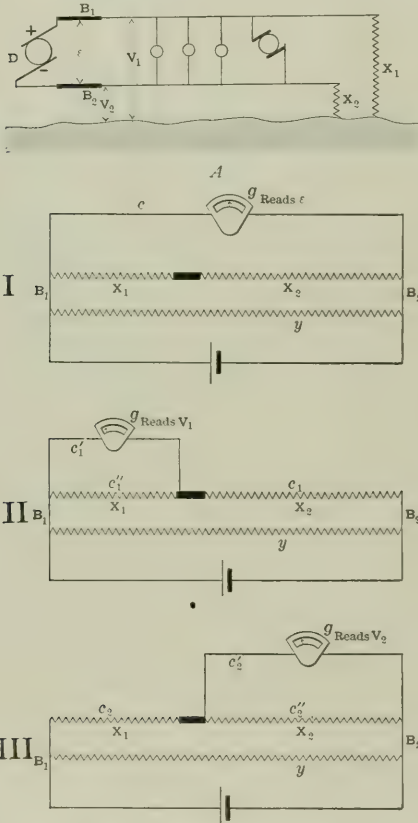 B₁
+
D
−
ε
V₁
B₂
V₂
X₁
X₂
A
c
g Reads ε
I
B₁
X₁
X₂
B₂
y
g Reads V₁
c₁′
c₁″
c₁
II
B₁
X₁
X₂
B₂
y
g Reads V₂
c₂′
c₂
c₂″
III
B₁
X₁
X₂
B₂
y